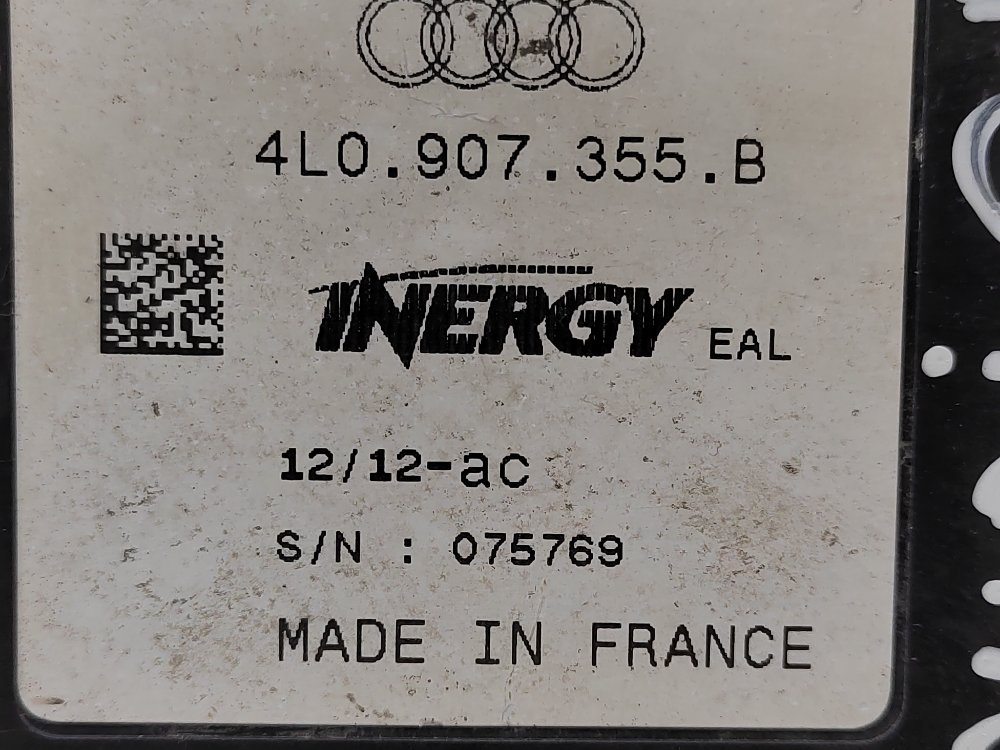 4L0.907.355.B
INERGY EAL
12/12-ac
S/N : 075769
MADE IN FRANCE